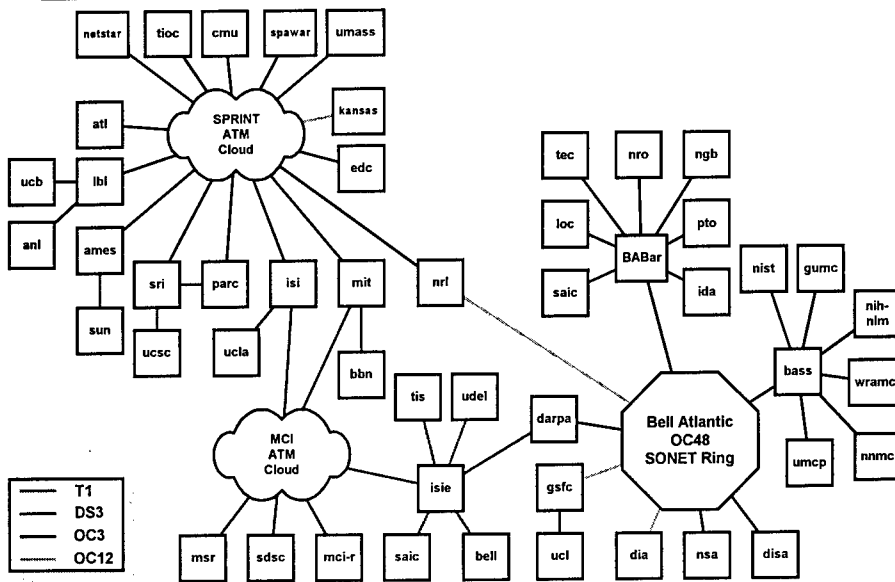 netstar
tioc
cmu
spawar
umass
atl
SPRINT
ATM
Cloud
kansas
edc
ucb
lbl
anl
ames
sun
sri
parc
isi
mit
nrl
ucsc
ucla
bbn
tec
nro
ngb
loc
BABar
pto
saic
ida
nist
gumc
nih-
nlm
bass
wramc
umcp
nnmc
tis
udel
darpa
Bell Atlantic
OC48
SONET Ring
MCI
ATM
Cloud
isie
gsfc
msr
sdsc
mci-r
saic
bell
ucl
dia
nsa
disa
T1
DS3
OC3
OC12